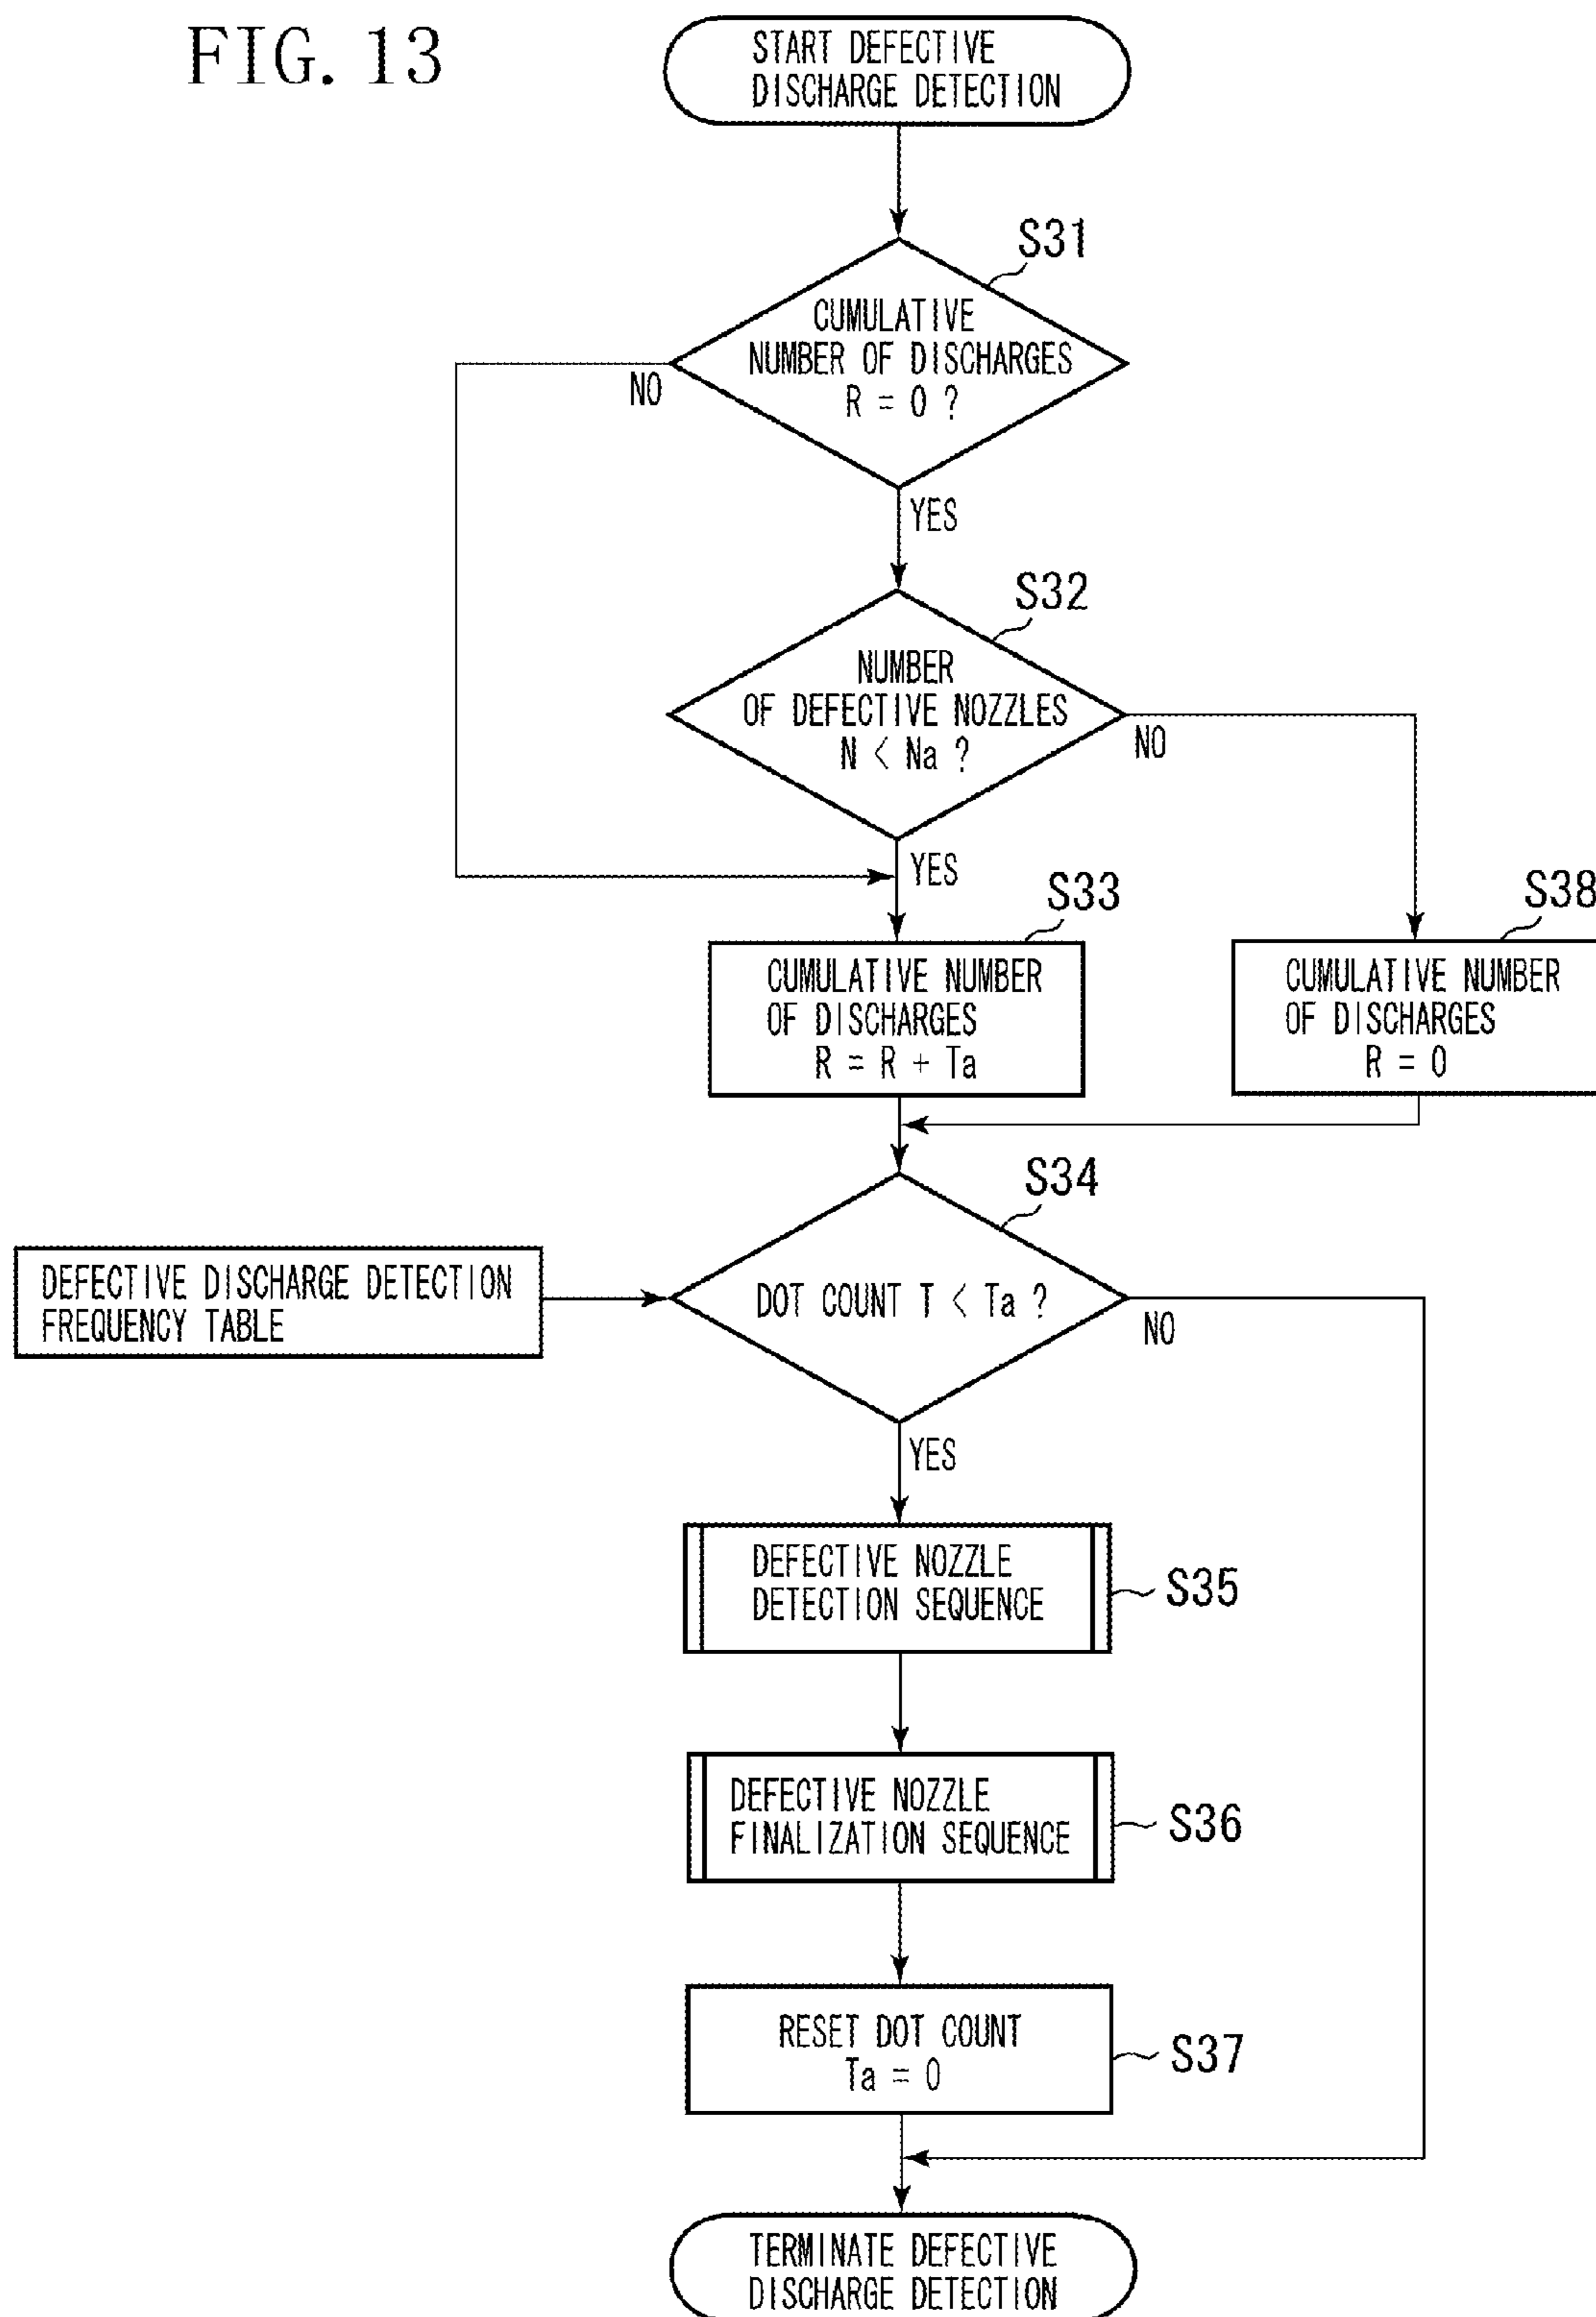 FIG. 13
START DEFECTIVE
DISCHARGE DETECTION
S31
CUMULATIVE
NUMBER OF DISCHARGES
R = 0 ?
NO
YES
S32
NUMBER
OF DEFECTIVE NOZZLES
N < Na ?
NO
YES
S33
CUMULATIVE NUMBER
OF DISCHARGES
R = R + Ta
S38
CUMULATIVE NUMBER
OF DISCHARGES
R = 0
S34
DEFECTIVE DISCHARGE DETECTION
FREQUENCY TABLE
DOT COUNT T < Ta ?
NO
YES
DEFECTIVE NOZZLE
DETECTION SEQUENCE
S35
DEFECTIVE NOZZLE
FINALIZATION SEQUENCE
S36
RESET DOT COUNT
Ta = 0
S37
TERMINATE DEFECTIVE
DISCHARGE DETECTION